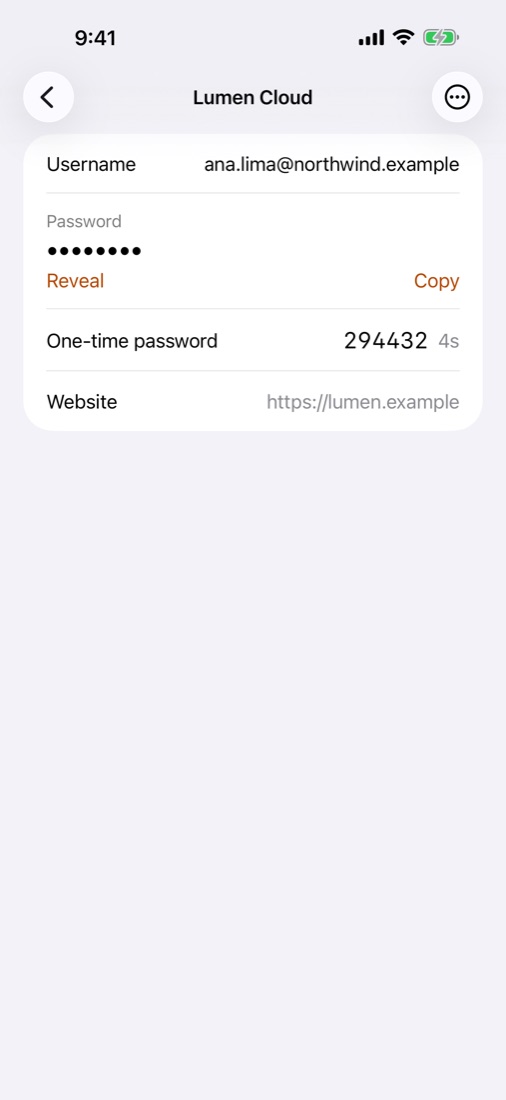 9:41
Lumen Cloud
Username ana.lima@northwind.example
Password
••••••••
Reveal Copy
One-time password 294432 4s
Website https://lumen.example